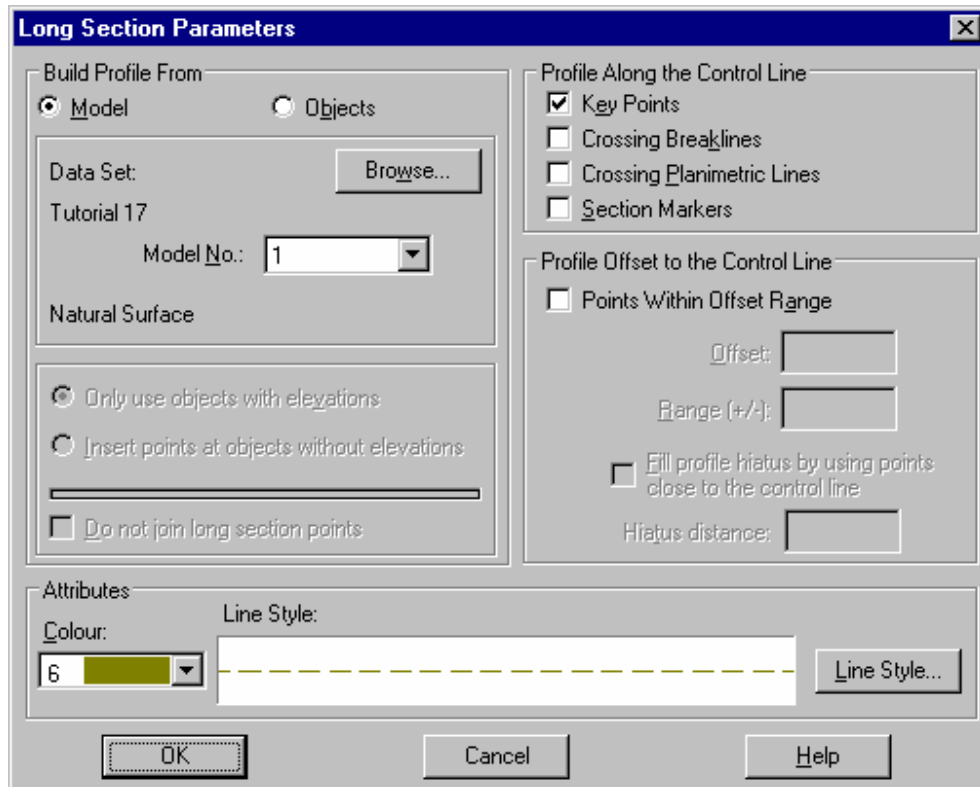 Long Section Parameters
Build Profile From
Model
Objects
Data Set:
Browse...
Tutorial 17
Model No.:
1
Natural Surface
Only use objects with elevations
Insert points at objects without elevations
Do not join long section points
Profile Along the Control Line
Key Points
Crossing Breaklines
Crossing Planimetric Lines
Section Markers
Profile Offset to the Control Line
Points Within Offset Range
Offset:
Range (+/-):
Fill profile hiatus by using points
close to the control line
Hiatus distance:
Attributes
Colour:
6
Line Style:
Line Style...
OK
Cancel
Help